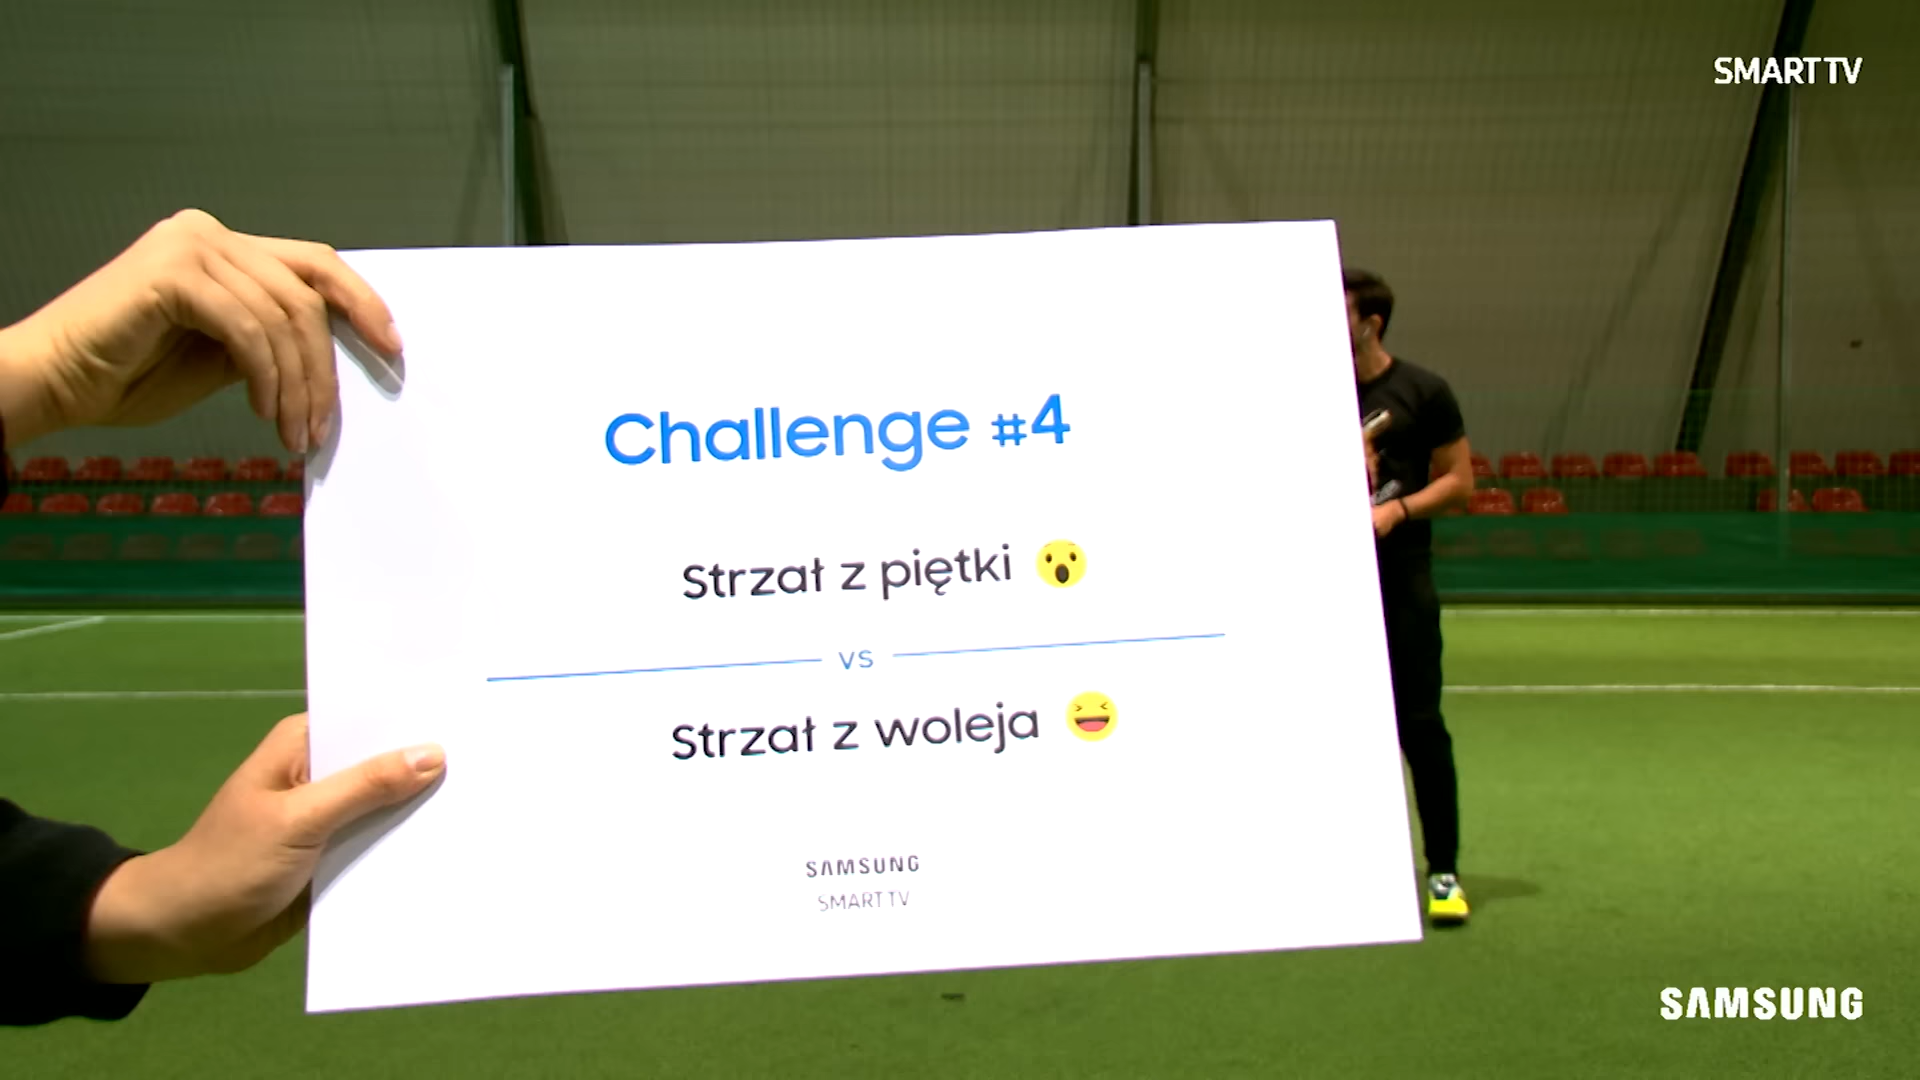 SMART TV
Challenge #4
Strzał z piętki 😮
vs
Strzał z woleja 😆
SAMSUNG
SMART TV
SAMSUNG